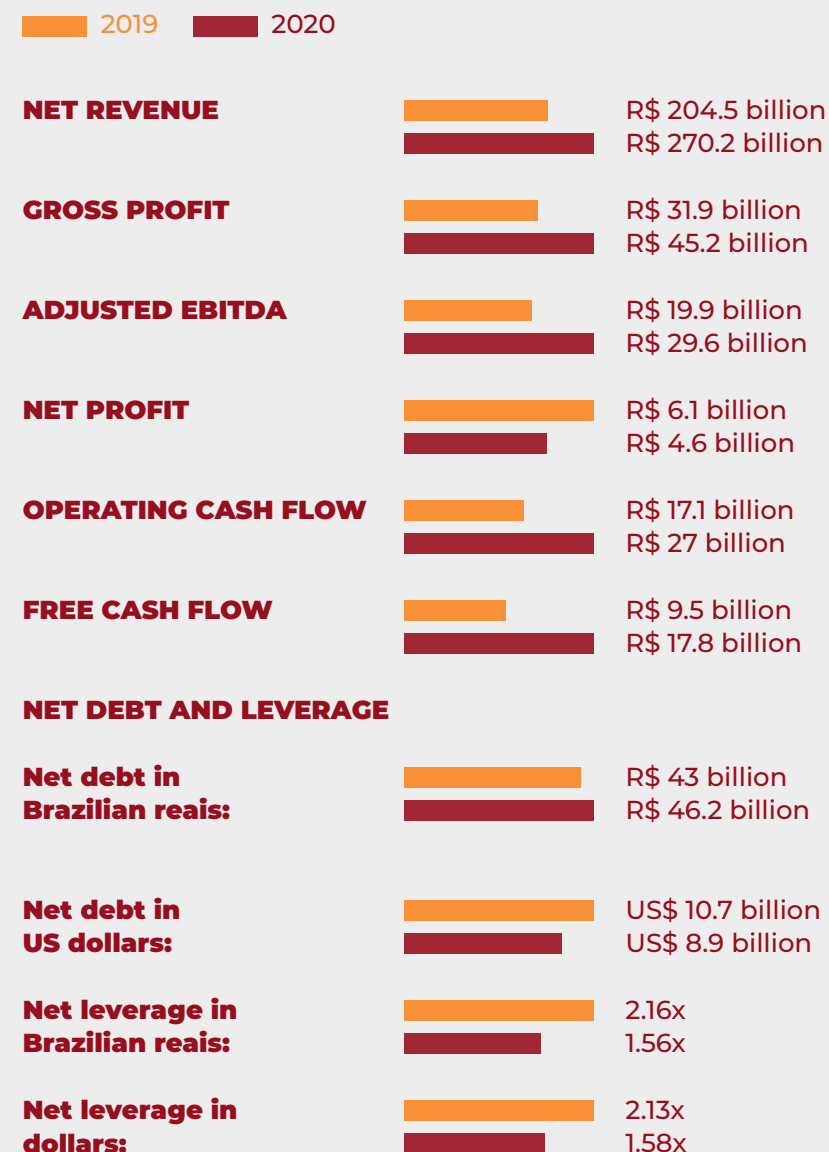 2019 2020
NET REVENUE R$ 204.5 billion
R$ 270.2 billion
GROSS PROFIT R$ 31.9 billion
R$ 45.2 billion
ADJUSTED EBITDA R$ 19.9 billion
R$ 29.6 billion
NET PROFIT R$ 6.1 billion
R$ 4.6 billion
OPERATING CASH FLOW R$ 17.1 billion
R$ 27 billion
FREE CASH FLOW R$ 9.5 billion
R$ 17.8 billion
NET DEBT AND LEVERAGE
Net debt in R$ 43 billion
Brazilian reais: R$ 46.2 billion
Net debt in US$ 10.7 billion
US dollars: US$ 8.9 billion
Net leverage in 2.16x
Brazilian reais: 1.56x
Net leverage in 2.13x
dollars: 1.58x